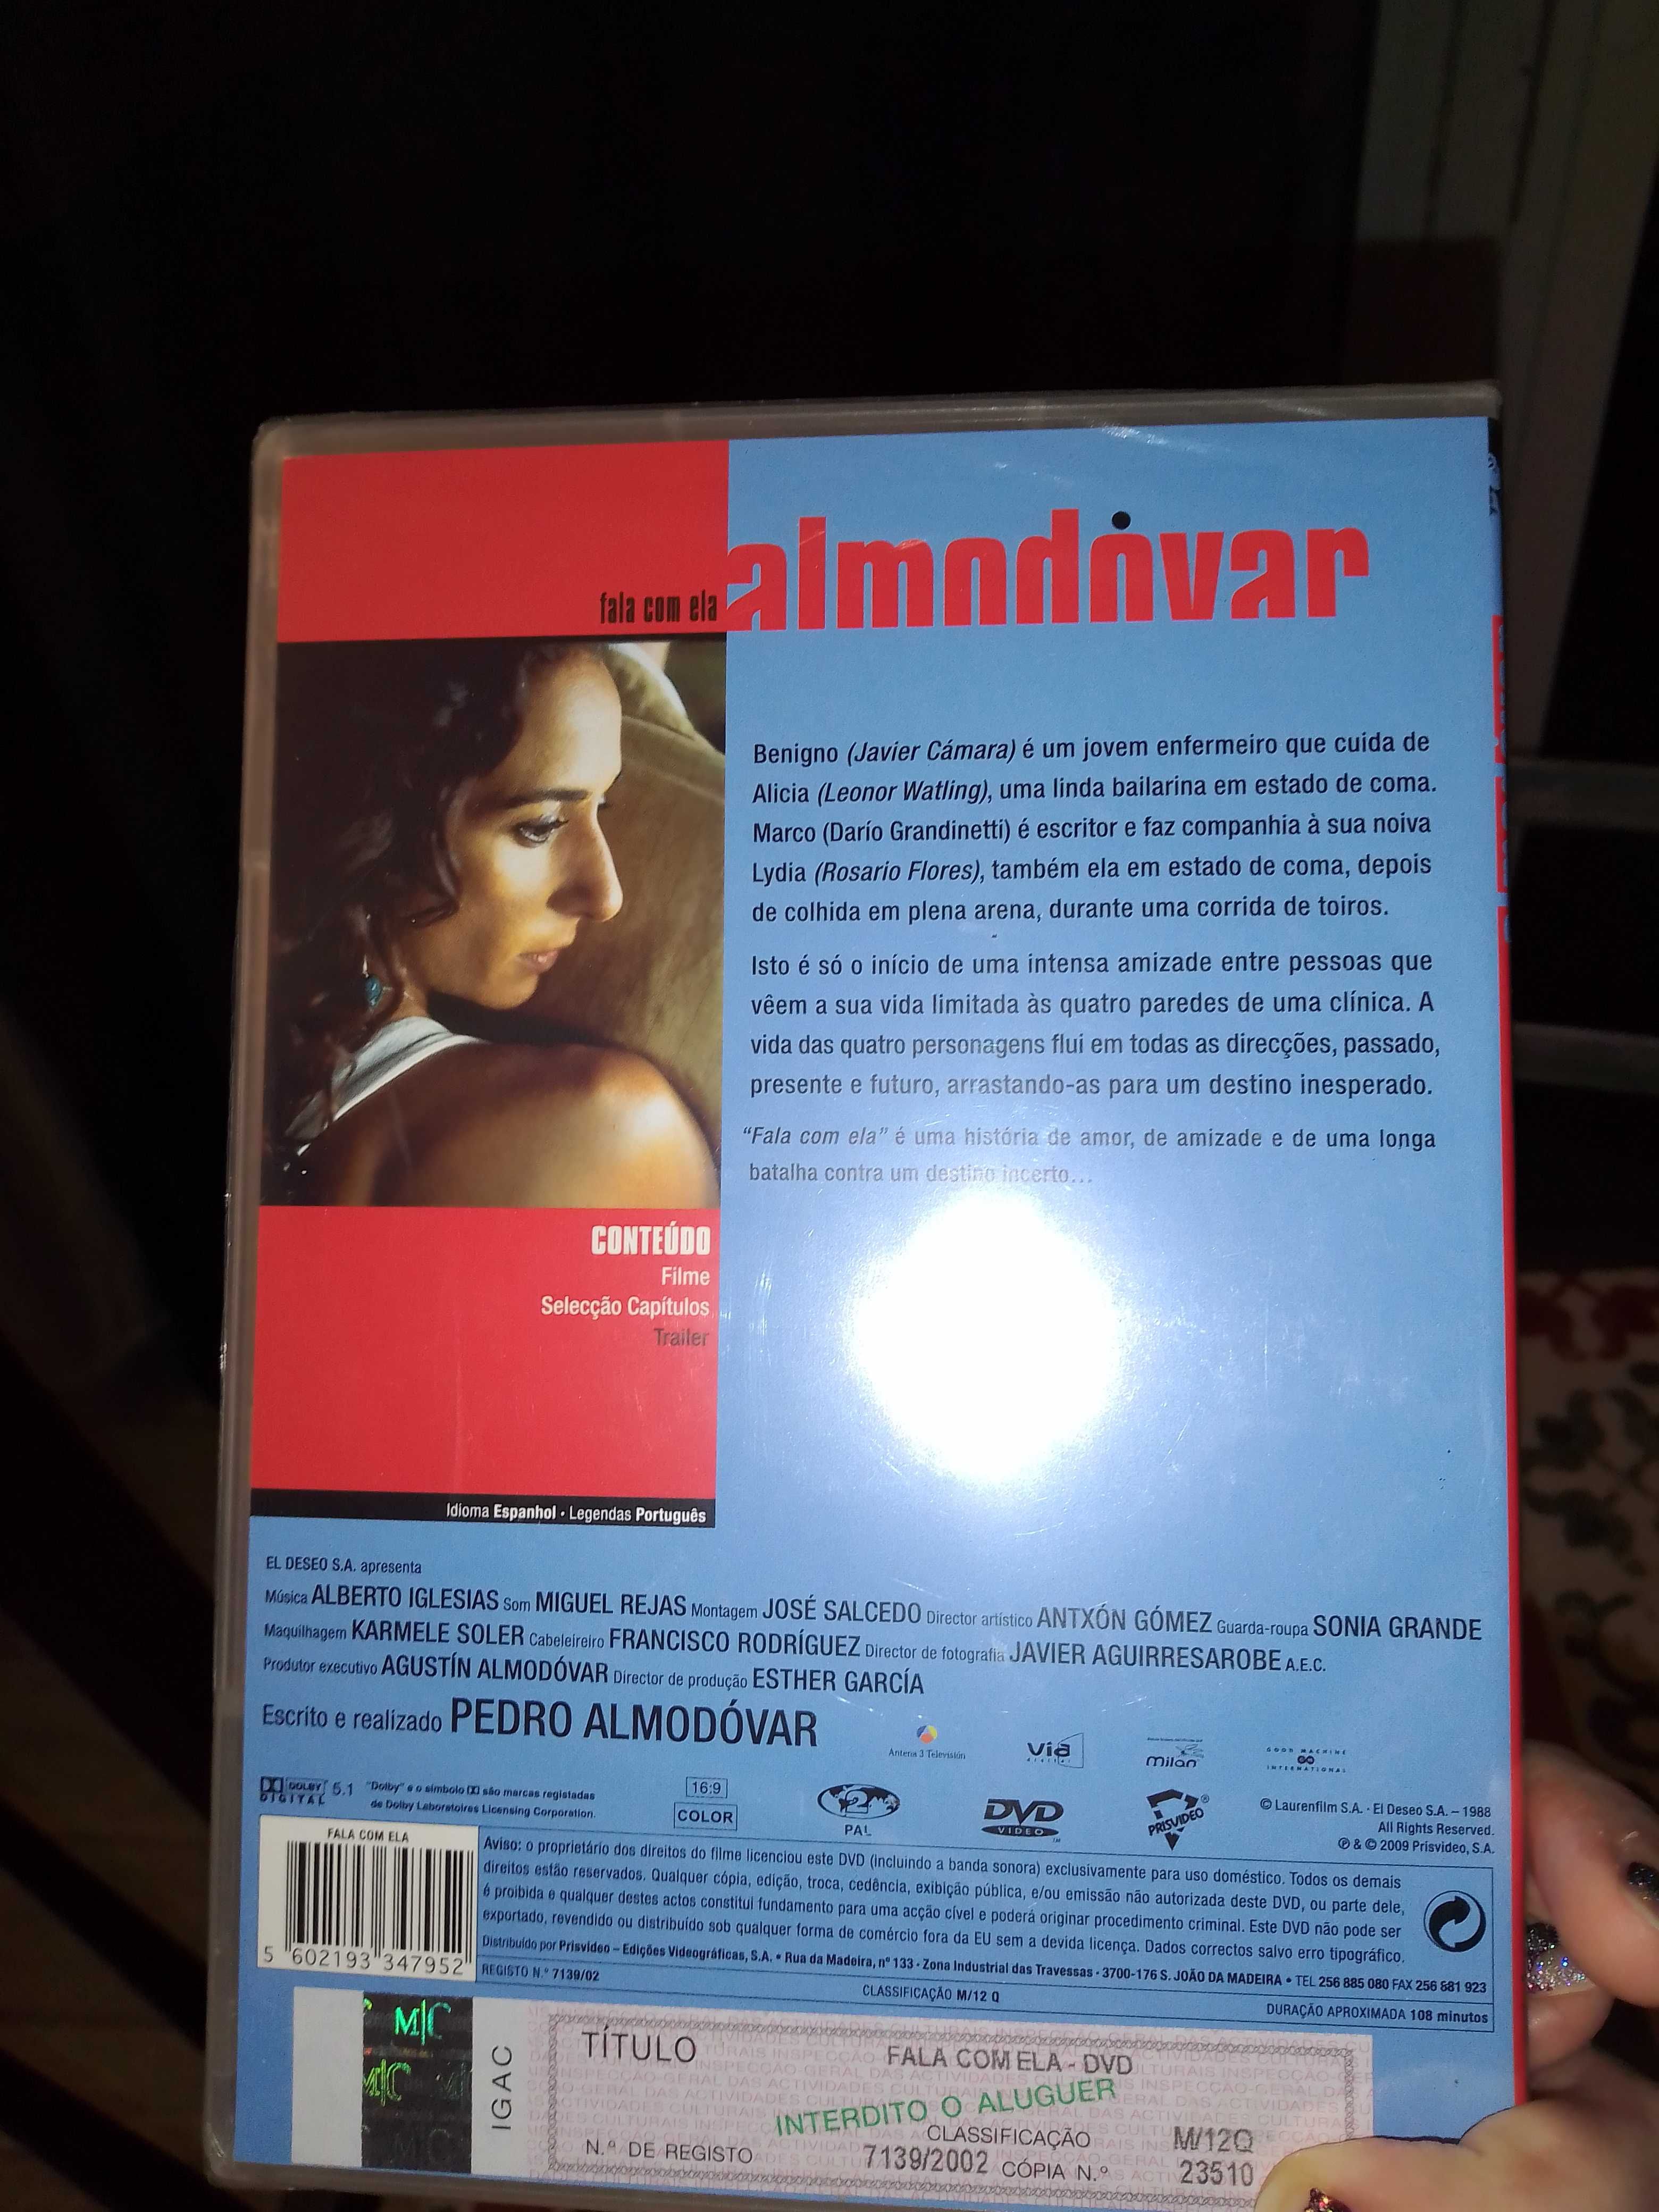 almodóvar
fala com ela
Benigno (Javier Cámara) é um jovem enfermeiro que cuida de
Alicia (Leonor Watling), uma linda bailarina em estado de coma.
Marco (Darío Grandinetti) é escritor e faz companhia à sua noiva
Lydia (Rosario Flores), também ela em estado de coma, depois
de colhida em plena arena, durante uma corrida de toiros.
Isto é só o início de uma intensa amizade entre pessoas que
vêem a sua vida limitada às quatro paredes de uma clínica. A
vida das quatro personagens flui em todas as direcções, passado,
presente e futuro, arrastando-as para um destino inesperado.
“Fala com ela” é uma história de amor, de amizade e de uma longa
batalha contra um destino incerto...
CONTEÚDO
Filme
Selecção Capítulos
Trailer
Idioma Espanhol · Legendas Português
EL DESEO S.A. apresenta
Música ALBERTO IGLESIAS Som MIGUEL REJAS Montagem JOSÉ SALCEDO Director artístico ANTXÓN GÓMEZ Guarda-roupa SONIA GRANDE
Maquilhagem KARMELE SOLER Cabeleireiro FRANCISCO RODRÍGUEZ Director de fotografia JAVIER AGUIRRESAROBE A.E.C.
Produtor executivo AGUSTÍN ALMODÓVAR Director de produção ESTHER GARCÍA
Escrito e realizado PEDRO ALMODÓVAR
Antena 3 Televisión
via
digital
milan
GOOD MACHINE
INTERNATIONAL
DOLBY
DIGITAL
5.1
"Dolby" e o símbolo DD são marcas registadas
de Dolby Laboratoires Licensing Corporation.
16:9
COLOR
2
PAL
DVD
VIDEO
PRISVIDEO®
© Laurenfilm S.A. · El Deseo S.A. – 1988
All Rights Reserved.
℗ & © 2009 Prisvideo, S.A.
FALA COM ELA
5 602193 347952
Aviso: o proprietário dos direitos do filme licenciou este DVD (incluindo a banda sonora) exclusivamente para uso doméstico. Todos os demais
direitos estão reservados. Qualquer cópia, edição, troca, cedência, exibição pública, e/ou emissão não autorizada deste DVD, ou parte dele,
é proibida e qualquer destes actos constitui fundamento para uma acção cível e poderá originar procedimento criminal. Este DVD não pode ser
exportado, revendido ou distribuído sob qualquer forma de comércio fora da EU sem a devida licença. Dados correctos salvo erro tipográfico.
Distribuído por Prisvideo – Edições Videográficas, S.A. • Rua da Madeira, nº 133 · Zona Industrial das Travessas · 3700-176 S. JOÃO DA MADEIRA • TEL 256 885 080 FAX 256 881 923
REGISTO N.º 7139/02
CLASSIFICAÇÃO M/12 Q
DURAÇÃO APROXIMADA 108 minutos
M|C
M|C
MC
IGAC
TÍTULO
FALA COM ELA - DVD
INTERDITO O ALUGUER
CLASSIFICAÇÃO M/12Q
N.º DE REGISTO 7139/2002 CÓPIA N.º 23510